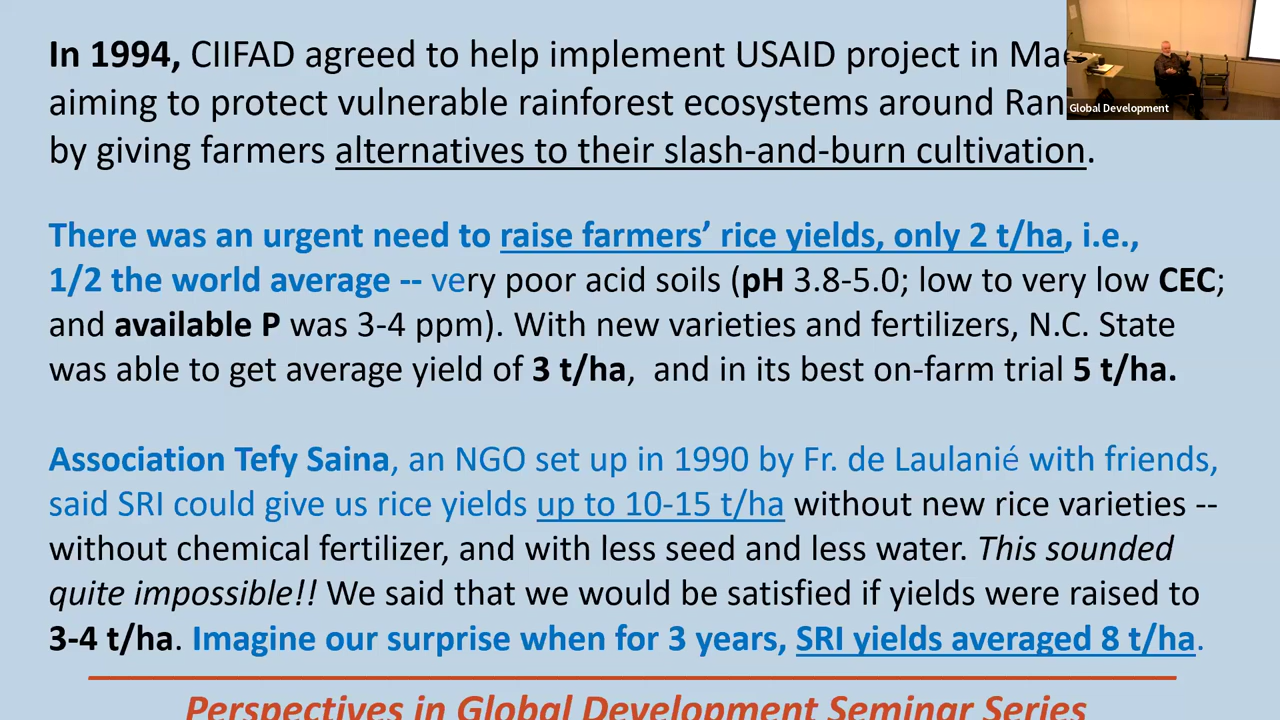 In 1994, CIIFAD agreed to help implement USAID project in
Global Development
aiming to protect vulnerable rainforest ecosystems around
by giving farmers alternatives to their slash-and-burn cultivation.
There was an urgent need to raise farmers’ rice yields, only 2 t/ha, i.e.,
1/2 the world average -- very poor acid soils (pH 3.8-5.0; low to very low CEC;
and available P was 3-4 ppm). With new varieties and fertilizers, N.C. State
was able to get average yield of 3 t/ha, and in its best on-farm trial 5 t/ha.
Association Tefy Saina, an NGO set up in 1990 by Fr. de Laulanié with friends,
said SRI could give us rice yields up to 10-15 t/ha without new rice varieties --
without chemical fertilizer, and with less seed and less water. This sounded
quite impossible!! We said that we would be satisfied if yields were raised to
3-4 t/ha. Imagine our surprise when for 3 years, SRI yields averaged 8 t/ha.
Perspectives in Global Development Seminar Series